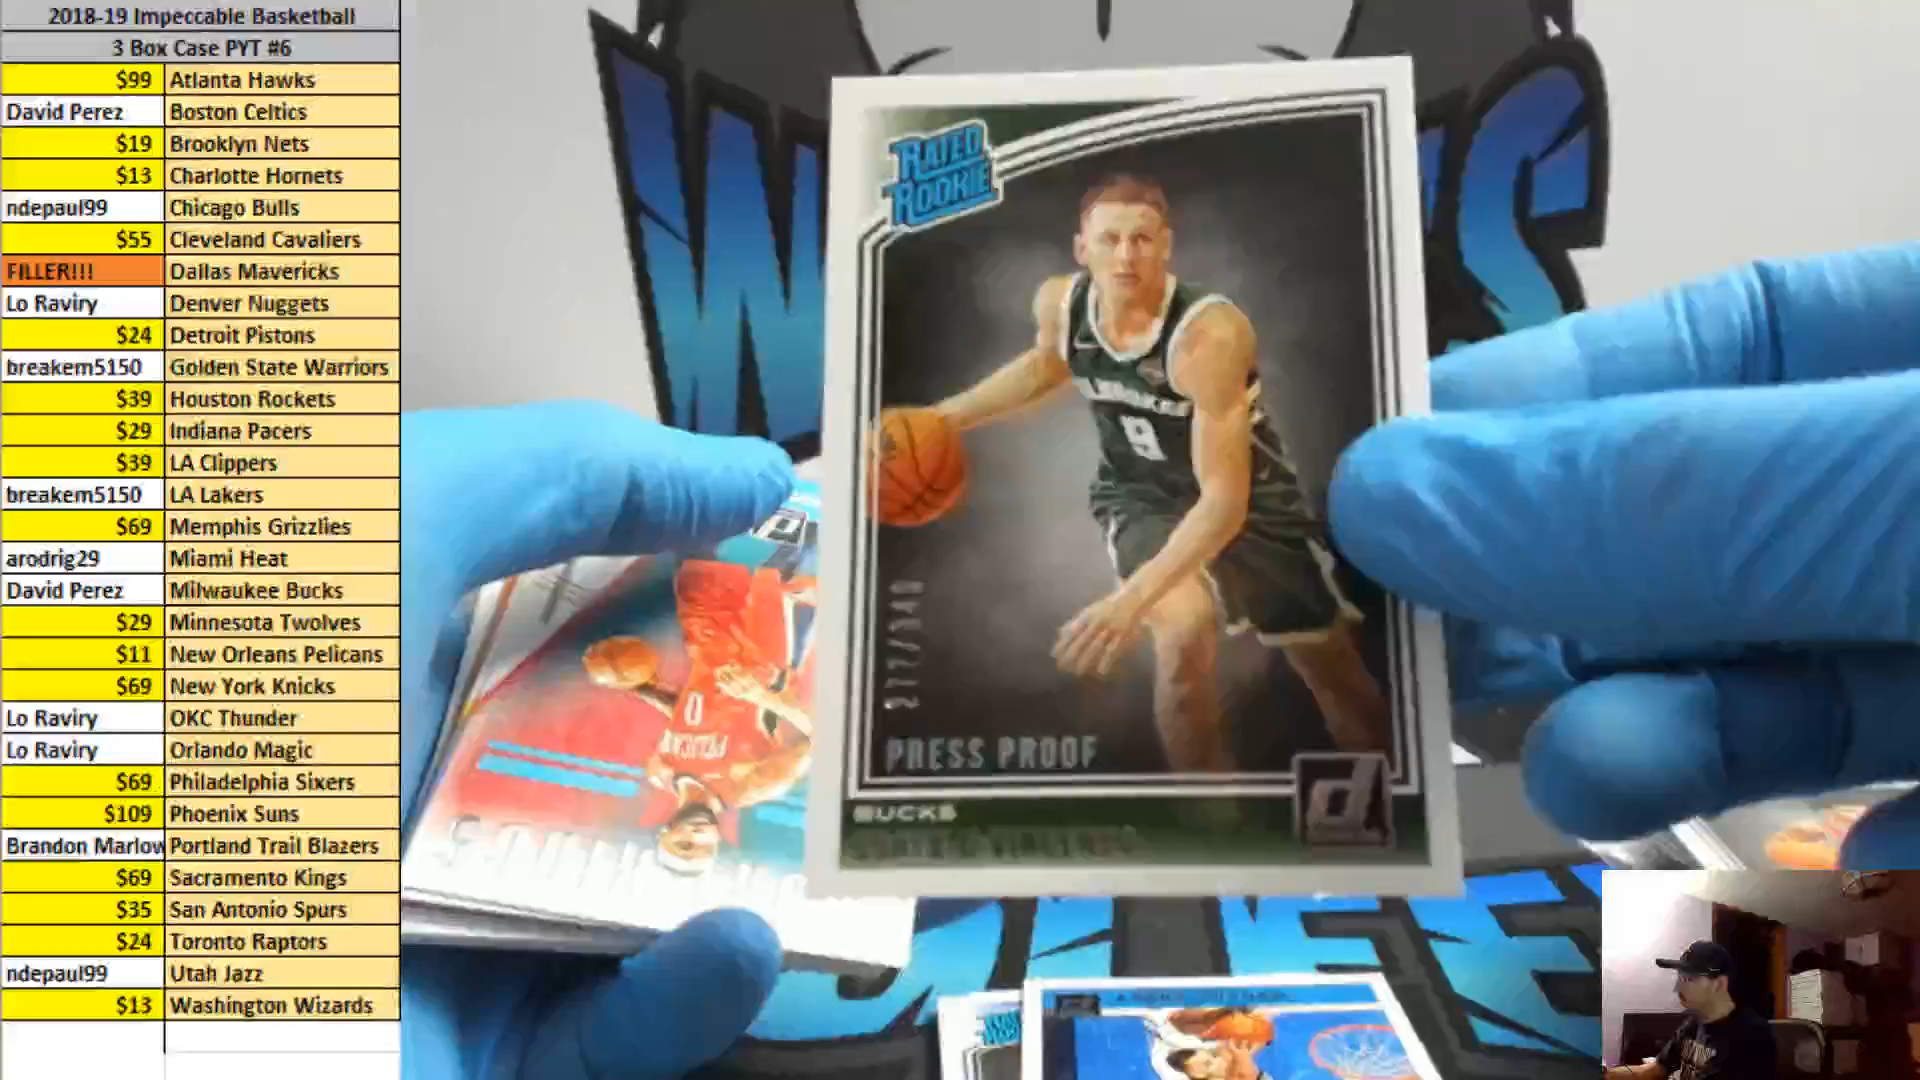 2018-19 Impeccable Basketball
3 Box Case PYT #6
$99 Atlanta Hawks
David Perez Boston Celtics
$19 Brooklyn Nets
$13 Charlotte Hornets
ndepaul99 Chicago Bulls
$55 Cleveland Cavaliers
FILLER!!! Dallas Mavericks
Lo Raviry Denver Nuggets
$24 Detroit Pistons
breakem5150 Golden State Warriors
$39 Houston Rockets
$29 Indiana Pacers
$39 LA Clippers
breakem5150 LA Lakers
$69 Memphis Grizzlies
arodrig29 Miami Heat
David Perez Milwaukee Bucks
$29 Minnesota Twolves
$11 New Orleans Pelicans
$69 New York Knicks
Lo Raviry OKC Thunder
Lo Raviry Orlando Magic
$69 Philadelphia Sixers
$109 Phoenix Suns
Brandon Marlow Portland Trail Blazers
$69 Sacramento Kings
$35 San Antonio Spurs
$24 Toronto Raptors
ndepaul99 Utah Jazz
$13 Washington Wizards
RATED
ROOKIE
9
277/349
PRESS PROOF
d
BUCKS
0